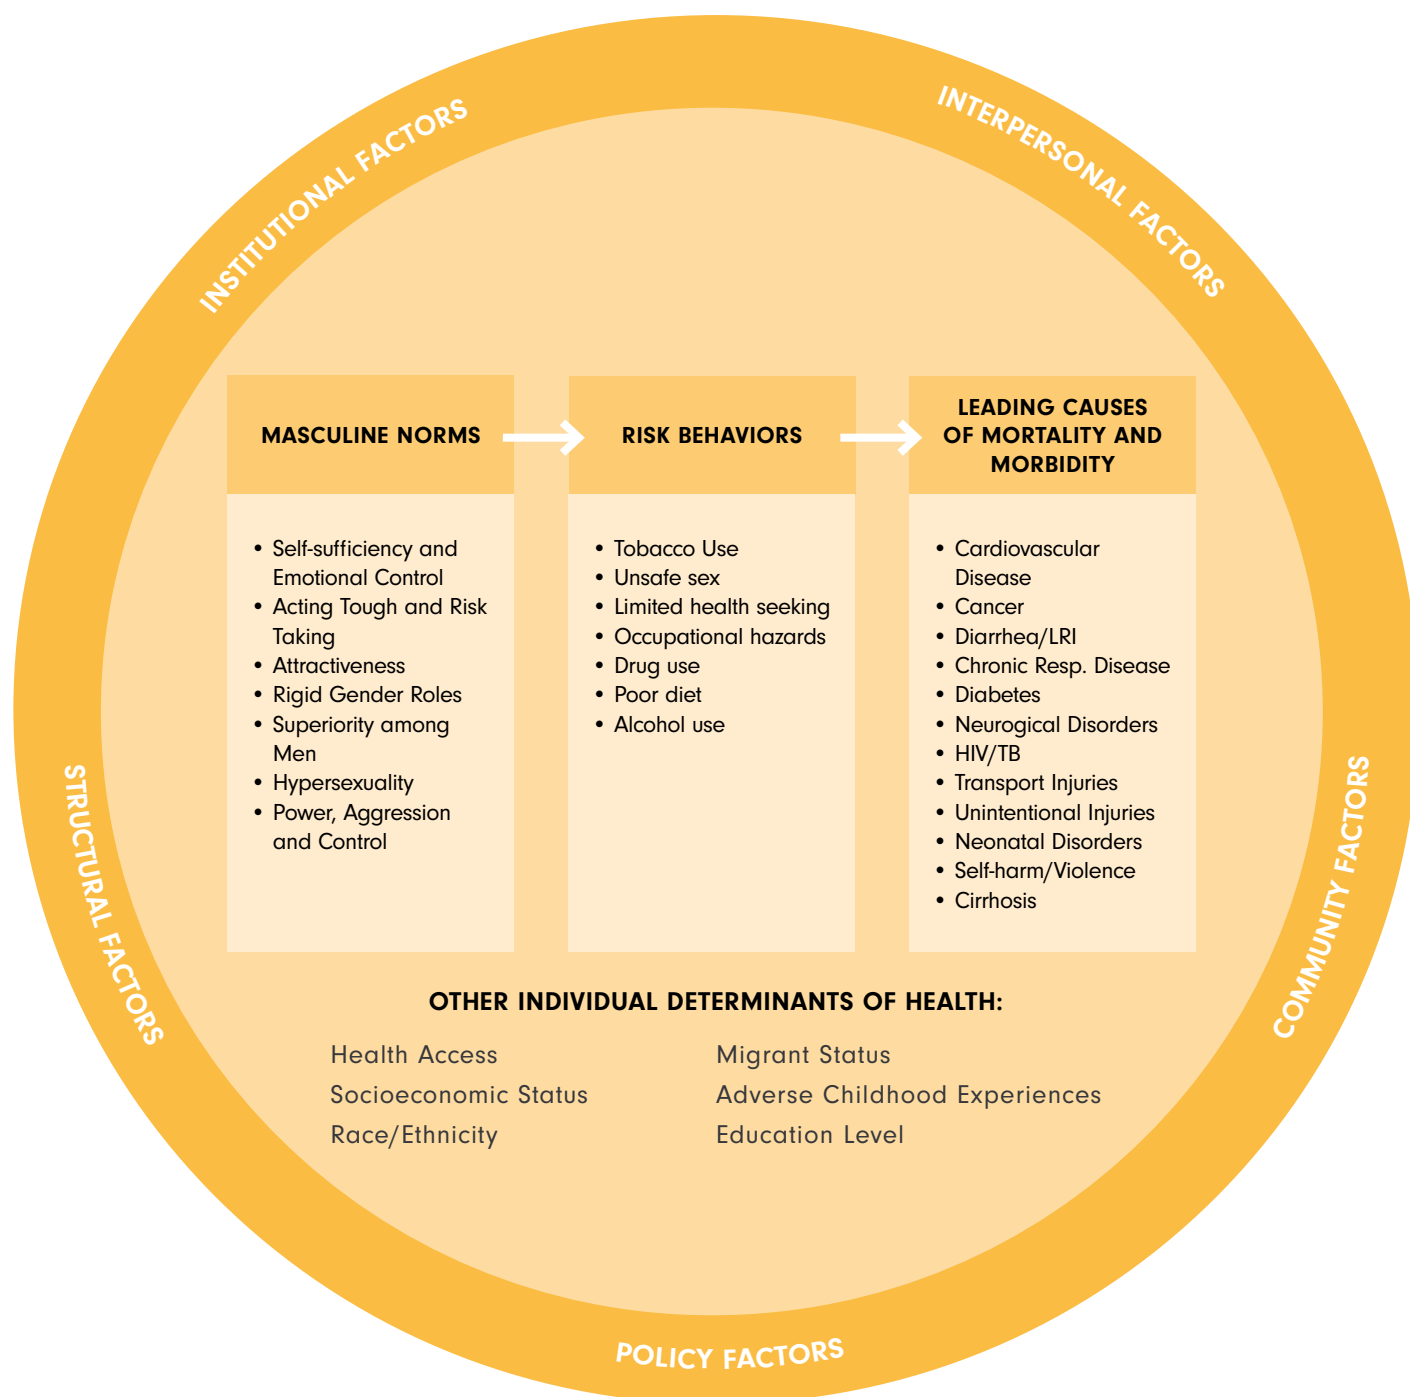 INSTITUTIONAL FACTORS
INTERPERSONAL FACTORS
MASCULINE NORMS
• Self-sufficiency and
Emotional Control
• Acting Tough and Risk
Taking
• Attractiveness
• Rigid Gender Roles
• Superiority among
Men
• Hypersexuality
• Power, Aggression
and Control
RISK BEHAVIORS
• Tobacco Use
• Unsafe sex
• Limited health seeking
• Occupational hazards
• Drug use
• Poor diet
• Alcohol use
LEADING CAUSES
OF MORTALITY AND
MORBIDITY
• Cardiovascular
Disease
• Cancer
• Diarrhea/LRI
• Chronic Resp. Disease
• Diabetes
• Neurogical Disorders
• HIV/TB
• Transport Injuries
• Unintentional Injuries
• Neonatal Disorders
• Self-harm/Violence
• Cirrhosis
STRUCTURAL FACTORS
COMMUNITY FACTORS
OTHER INDIVIDUAL DETERMINANTS OF HEALTH:
Health Access
Socioeconomic Status
Race/Ethnicity
Migrant Status
Adverse Childhood Experiences
Education Level
POLICY FACTORS